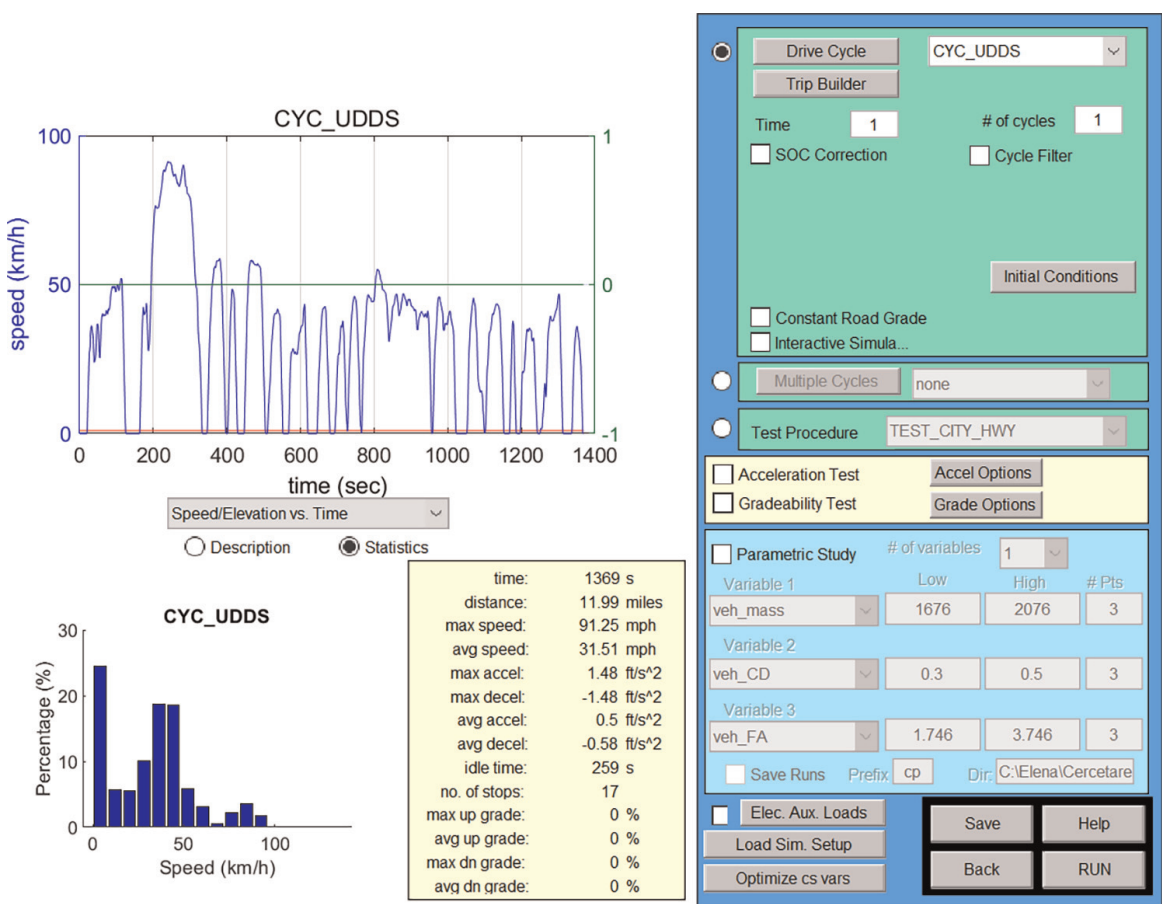 CYC_UDDS
100
50
0
1
0
-1
speed (km/h)
0 200 400 600 800 1000 1200 1400
time (sec)
Speed/Elevation vs. Time
Description Statistics
CYC_UDDS
30
20
10
0
Percentage (%)
0 50 100
Speed (km/h)
time: 1369 s
distance: 11.99 miles
max speed: 91.25 mph
avg speed: 31.51 mph
max accel: 1.48 ft/s^2
max decel: -1.48 ft/s^2
avg accel: 0.5 ft/s^2
avg decel: -0.58 ft/s^2
idle time: 259 s
no. of stops: 17
max up grade: 0 %
avg up grade: 0 %
max dn grade: 0 %
avg dn grade: 0 %
Drive Cycle CYC_UDDS
Trip Builder
Time 1 # of cycles 1
SOC Correction Cycle Filter
Initial Conditions
Constant Road Grade
Interactive Simula...
Multiple Cycles none
Test Procedure TEST_CITY_HWY
Acceleration Test Accel Options
Gradeability Test Grade Options
Parametric Study # of variables 1
Variable 1 Low High # Pts
veh_mass 1676 2076 3
Variable 2
veh_CD 0.3 0.5 3
Variable 3
veh_FA 1.746 3.746 3
Save Runs Prefix cp Dir: C:\Elena\Cercetare
Elec. Aux. Loads
Load Sim. Setup
Optimize cs vars
Save Help
Back RUN